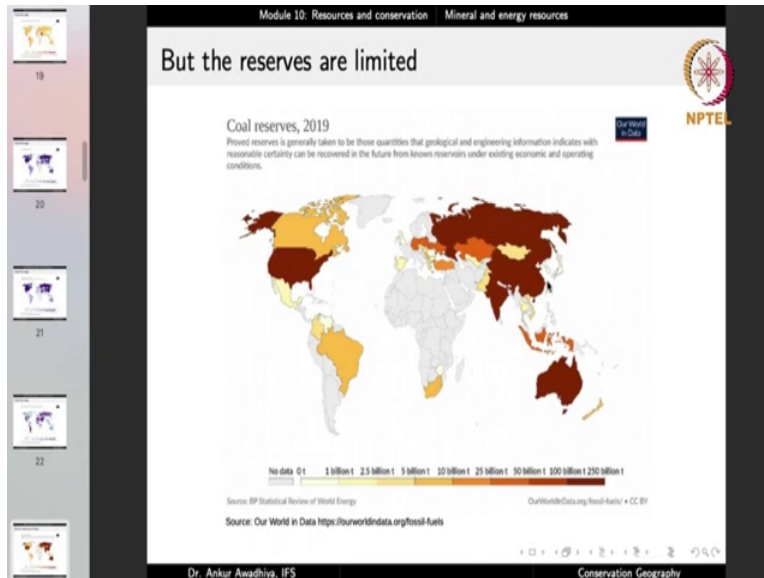 Module 10: Resources and conservation Mineral and energy resources
But the reserves are limited
NPTEL
Coal reserves, 2019
Our World
in Data
Proved reserves is generally taken to be those quantities that geological and engineering information indicates with
reasonable certainty can be recovered in the future from known reservoirs under existing economic and operating
conditions.
No data 0 t 1 billion t 2.5 billion t 5 billion t 10 billion t 25 billion t 50 billion t 100 billion t 250 billion t
Source: BP Statistical Review of World Energy OurWorldInData.org/fossil-fuels/ • CC BY
Source: Our World in Data https://ourworldindata.org/fossil-fuels
Dr. Ankur Awadhiya, IFS Conservation Geography
19
20
21
22